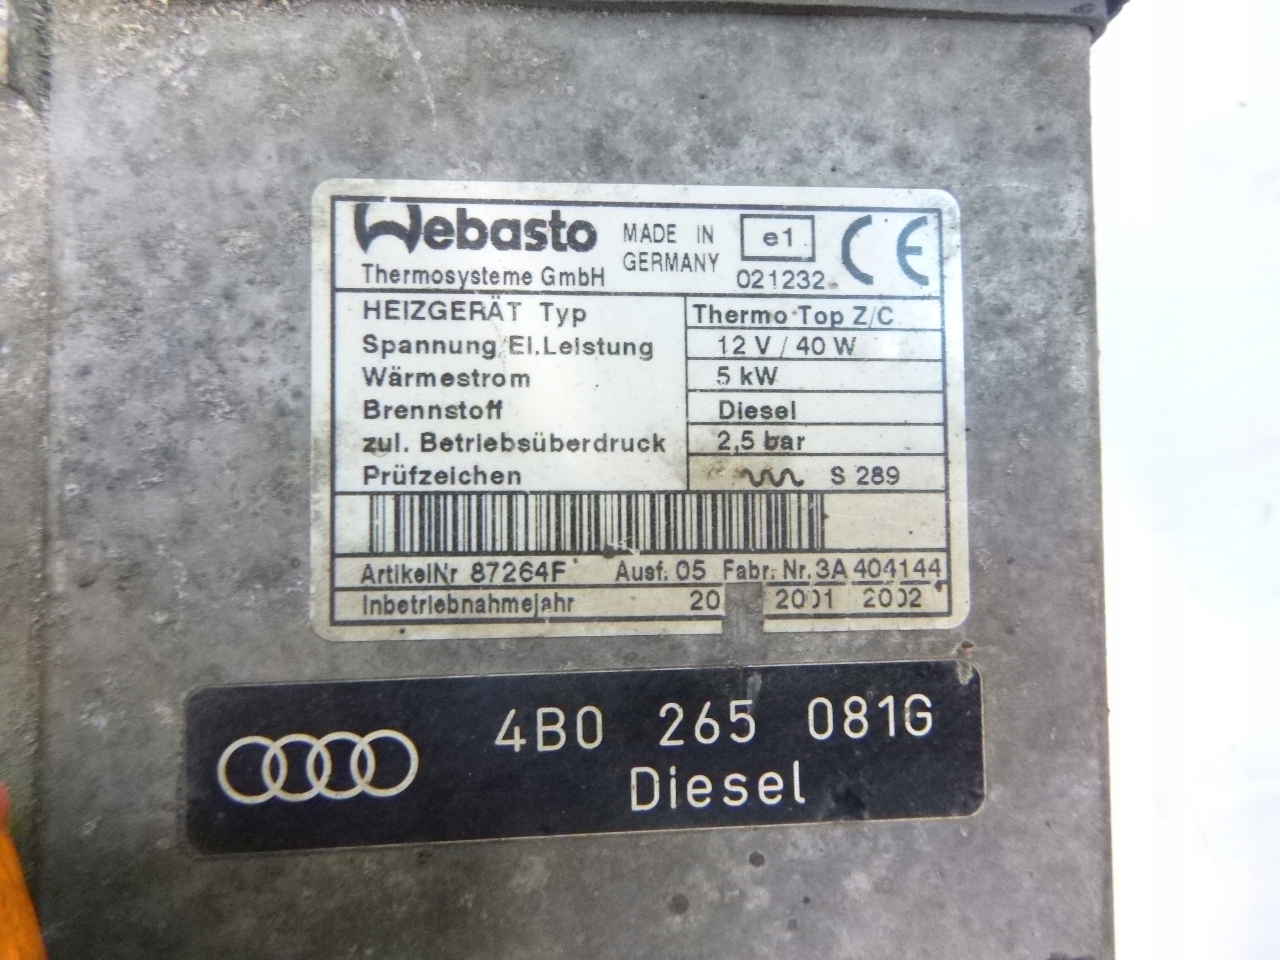 Webasto MADE IN GERMANY e1 CE
Thermosysteme GmbH 021232
HEIZGERÄT Typ Thermo Top Z/C
Spannung/El.Leistung 12 V / 40 W
Wärmestrom 5 kW
Brennstoff Diesel
zul. Betriebsüberdruck 2,5 bar
Prüfzeichen S 289
ArtikelNr 87264F Ausf. 05 Fabr. Nr. 3A 404144
Inbetriebnahmejahr 20 2001 2002
4B0 265 081G
Diesel